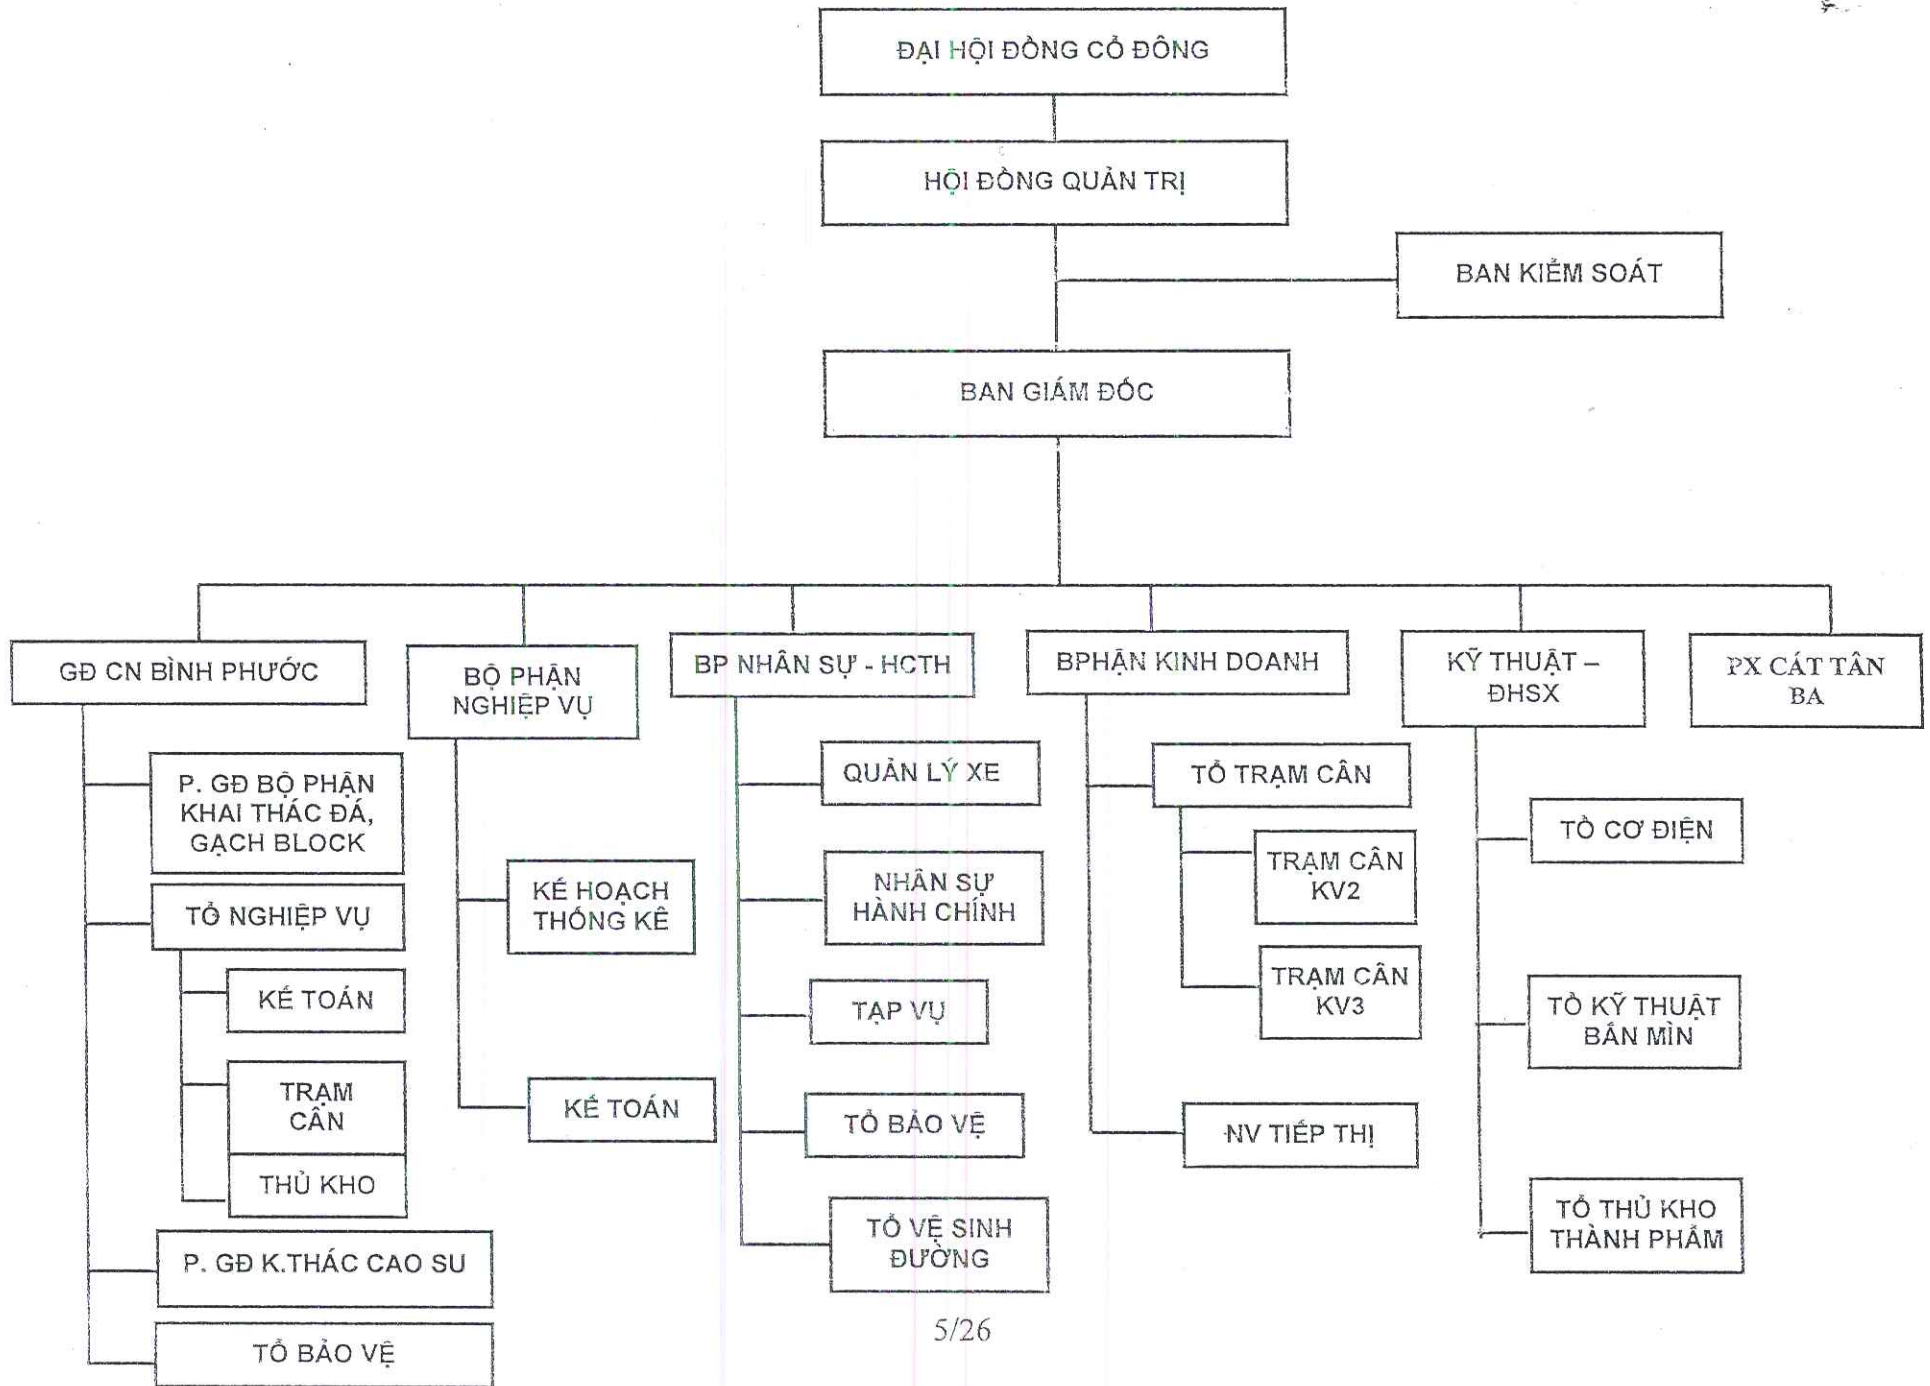 ĐẠI HỘI ĐỒNG CỔ ĐÔNG
HỘI ĐỒNG QUẢN TRỊ
BAN KIỂM SOÁT
BAN GIÁM ĐỐC
GĐ CN BÌNH PHƯỚC
P. GĐ BỘ PHẬN
KHAI THÁC ĐÁ,
GẠCH BLOCK
TỔ NGHIỆP VỤ
KẾ TOÁN
TRẠM
CÂN
THỦ KHO
P. GĐ K.THÁC CAO SU
TỔ BẢO VỆ
BỘ PHẬN
NGHIỆP VỤ
KẾ HOẠCH
THỐNG KÊ
KẾ TOÁN
BP NHÂN SỰ - HCTH
QUẢN LÝ XE
NHÂN SỰ
HÀNH CHÍNH
TẠP VỤ
TỔ BẢO VỆ
TỔ VỆ SINH
ĐƯỜNG
BPHẬN KINH DOANH
TỔ TRẠM CÂN
TRẠM CÂN
KV2
TRẠM CÂN
KV3
NV TIẾP THỊ
KỸ THUẬT –
ĐHSX
TỔ CƠ ĐIỆN
TỔ KỸ THUẬT
BẮN MÌN
TỔ THỦ KHO
THÀNH PHẨM
PX CÁT TÂN
BA
5/26